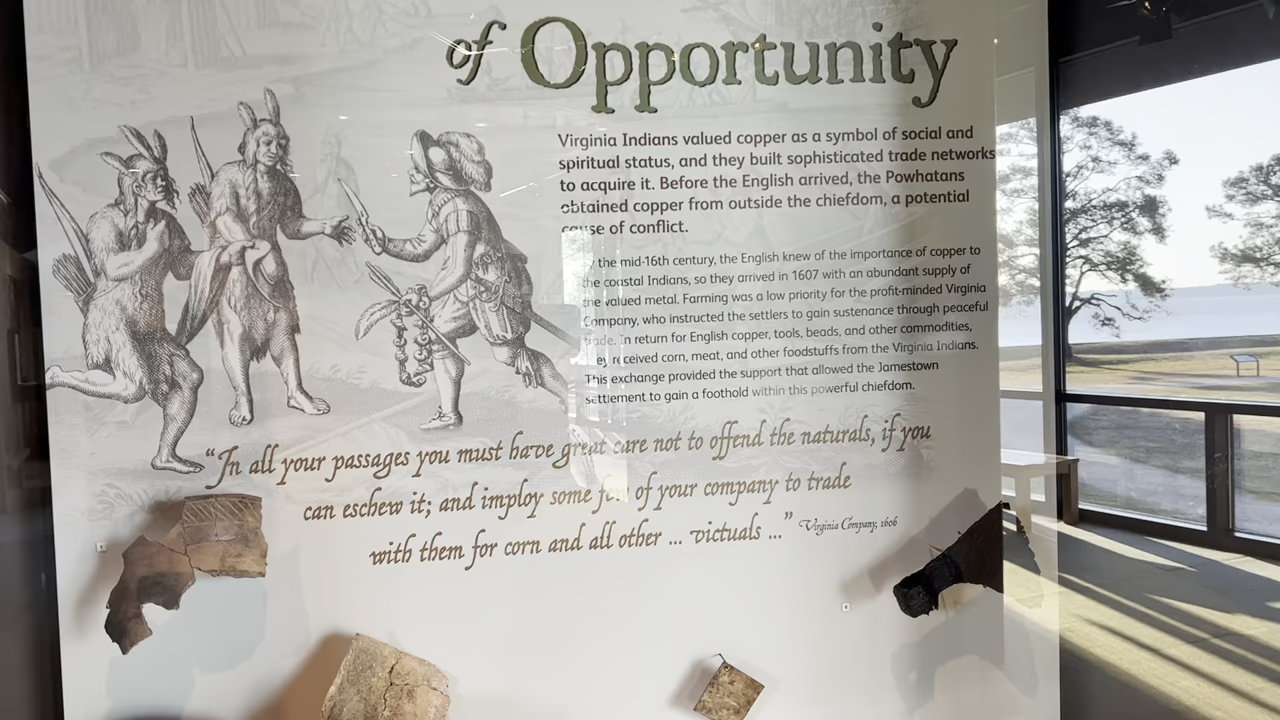 of Opportunity
Virginia Indians valued copper as a symbol of social and
spiritual status, and they built sophisticated trade networks
to acquire it. Before the English arrived, the Powhatans
obtained copper from outside the chiefdom, a potential
cause of conflict.
the mid-16th century, the English knew of the importance of copper to
the coastal Indians, so they arrived in 1607 with an abundant supply of
the valued metal. Farming was a low priority for the profit-minded Virginia
Company, who instructed the settlers to gain sustenance through peaceful
trade. In return for English copper, tools, beads, and other commodities,
they received corn, meat, and other foodstuffs from the Virginia Indians.
This exchange provided the support that allowed the Jamestown
settlement to gain a foothold within this powerful chiefdom.
“In all your passages you must have great care not to offend the naturals, if you
can eschew it; and imploy some few of your company to trade
with them for corn and all other ... victuals ...” Virginia Company, 1606